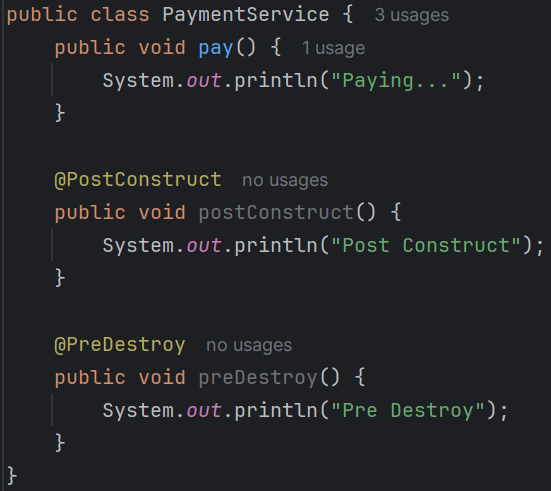 public class PaymentService {  3 usages
    public void pay() {  1 usage
        System.out.println("Paying...");
    }

    @PostConstruct  no usages
    public void postConstruct() {
        System.out.println("Post Construct");
    }

    @PreDestroy  no usages
    public void preDestroy() {
        System.out.println("Pre Destroy");
    }
}